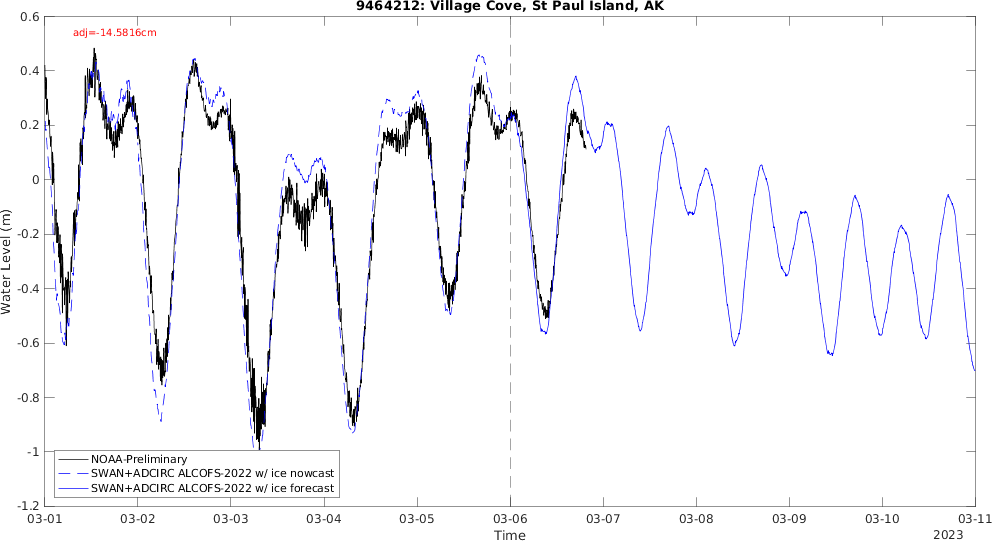 9464212: Village Cove, St Paul Island, AK
adj=-14.5816cm
0.6
0.4
0.2
0
-0.2
-0.4
-0.6
-0.8
-1
-1.2
Water Level (m)
NOAA-Preliminary
SWAN+ADCIRC ALCOFS-2022 w/ ice nowcast
SWAN+ADCIRC ALCOFS-2022 w/ ice forecast
03-01 03-02 03-03 03-04 03-05 03-06 03-07 03-08 03-09 03-10 03-11
Time
2023